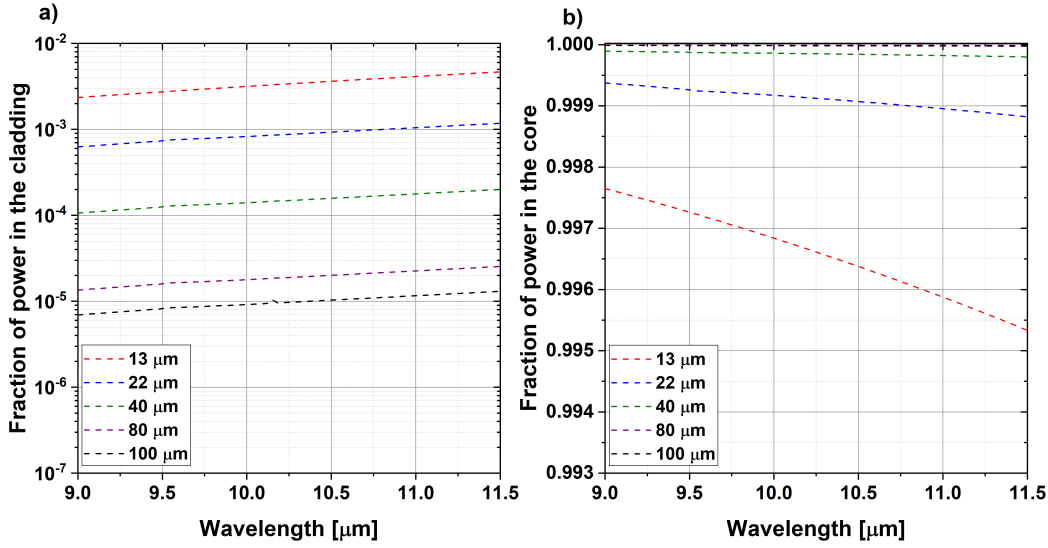 a)
Fraction of power in the cladding
10-2
10-3
10-4
10-5
10-6
10-7
13 μm
22 μm
40 μm
80 μm
100 μm
9.0 9.5 10.0 10.5 11.0 11.5
Wavelength [μm]
b)
Fraction of power in the core
1.000
0.999
0.998
0.997
0.996
0.995
0.994
0.993
13 μm
22 μm
40 μm
80 μm
100 μm
9.0 9.5 10.0 10.5 11.0 11.5
Wavelength [μm]